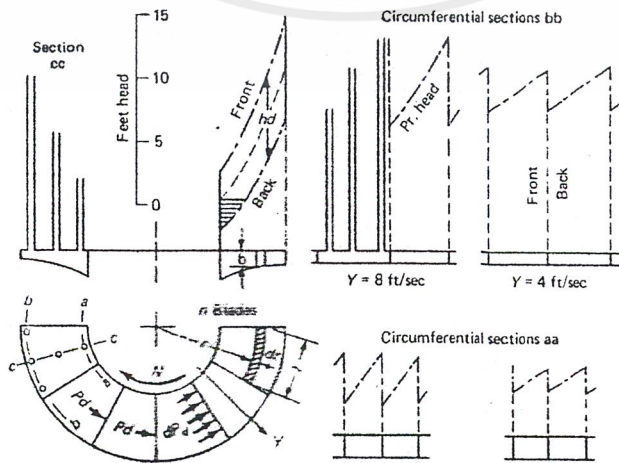 Circumferential sections bb
Section
cc
Feet head
15
10
5
0
Front
hd
Back
b
Pr. head
Front
Back
Y = 8 ft/sec
Y = 4 ft/sec
n blades
b
a
c
c
r
dr
N
Pd
Pd
Y
Circumferential sections aa